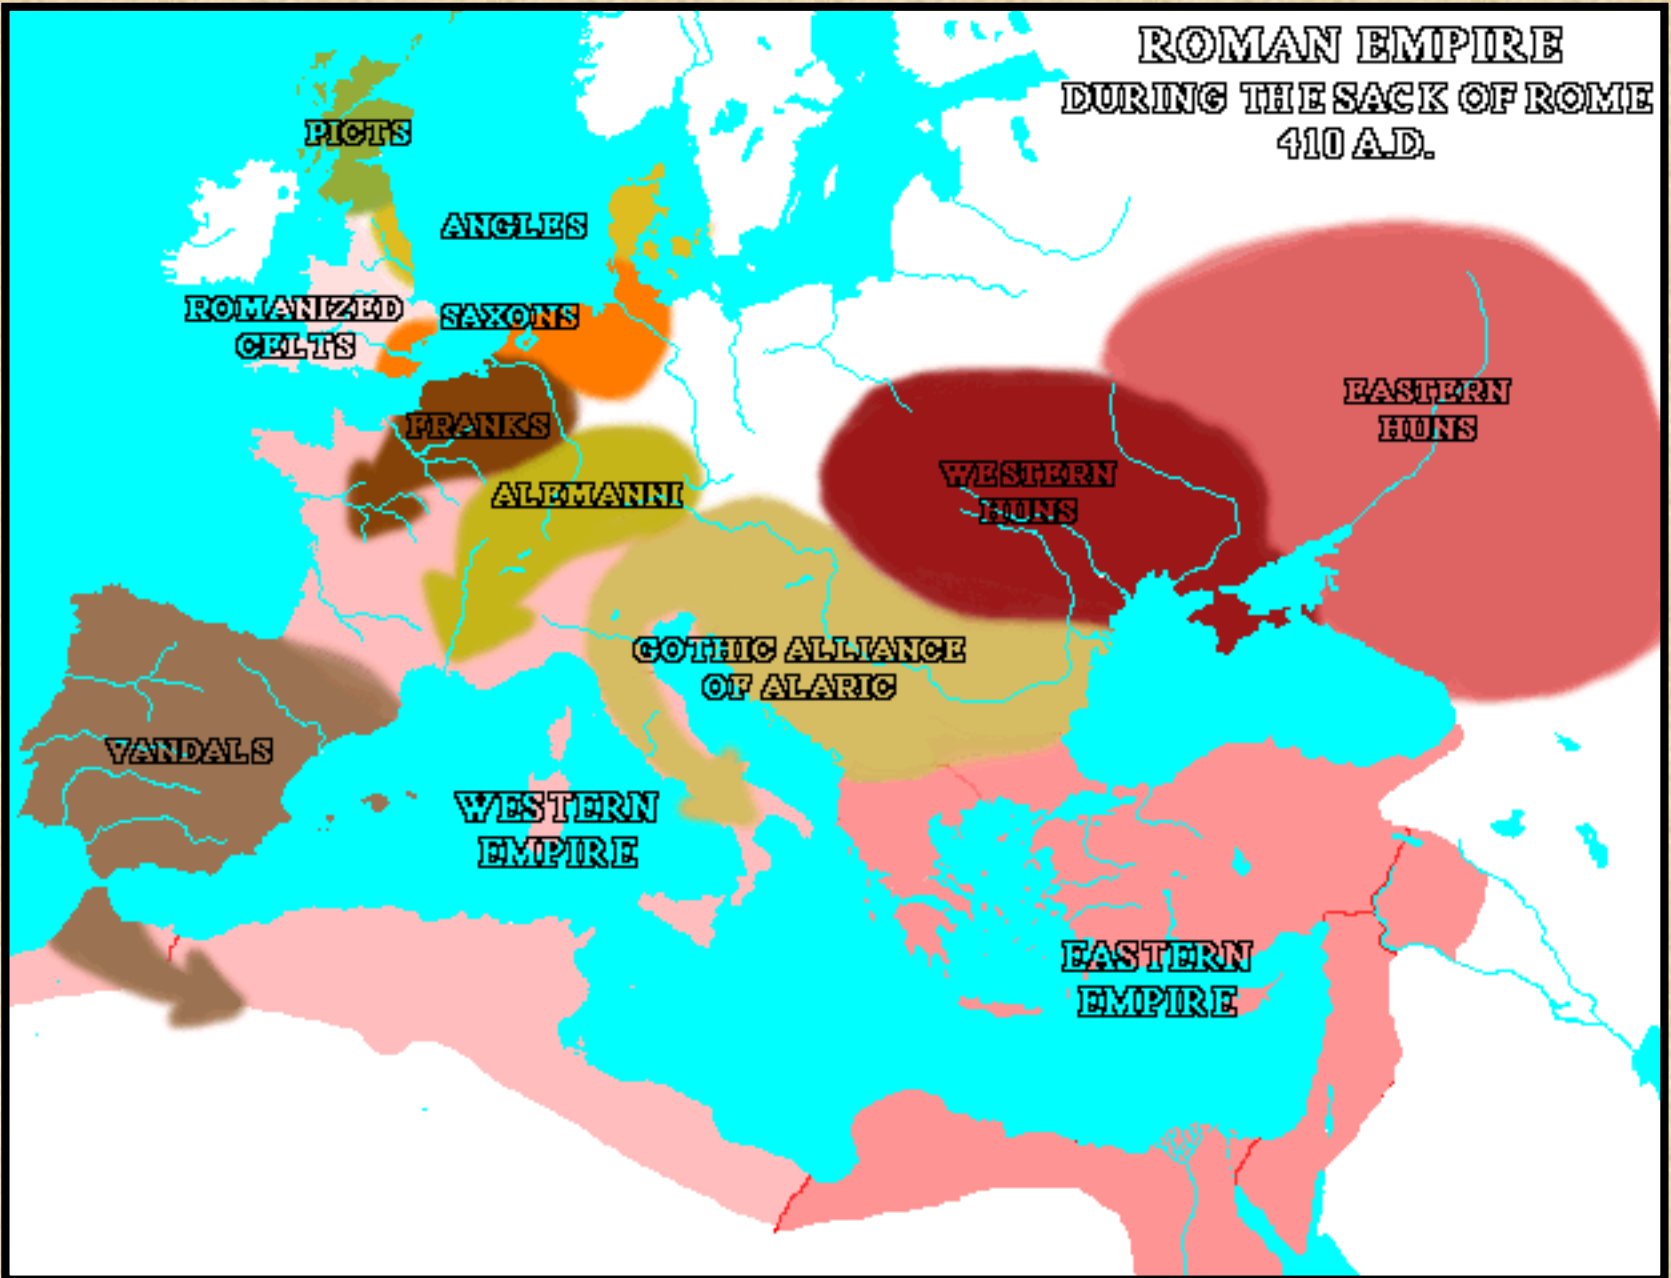 ROMAN EMPIRE
DURING THE SACK OF ROME
410 A.D.
PICTS
ANGLES
ROMANIZED
CELTS
SAXONS
FRANKS
ALEMANNI
EASTERN
HUNS
WESTERN
HUNS
GOTHIC ALLIANCE
OF ALARIC
VANDALS
WESTERN
EMPIRE
EASTERN
EMPIRE